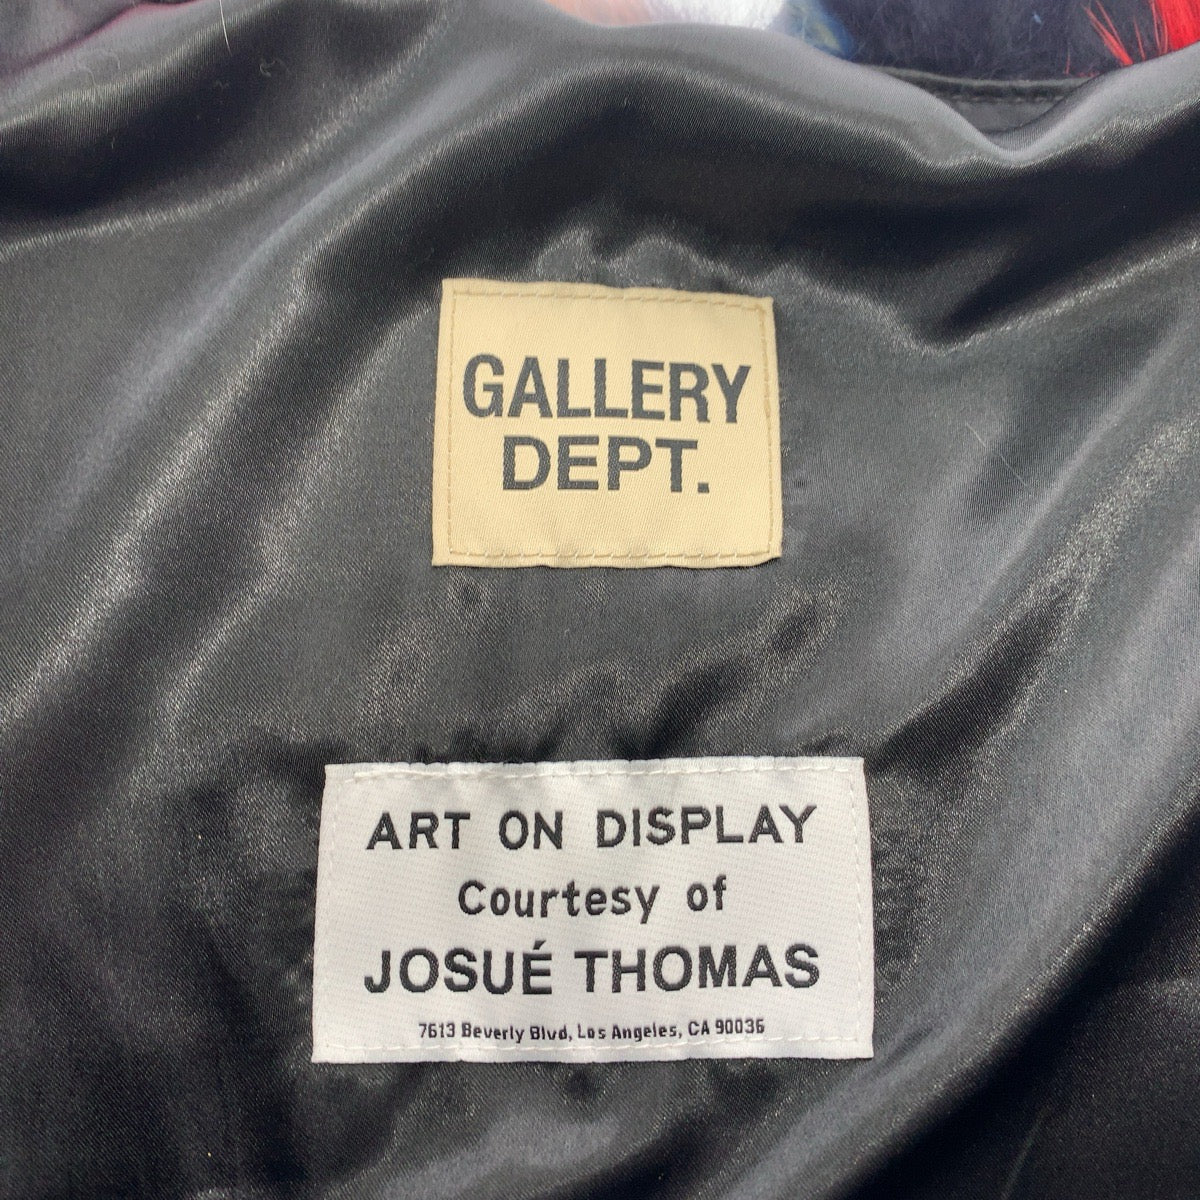 GALLERY
DEPT.
ART ON DISPLAY
Courtesy of
JOSUÉ THOMAS
7613 Beverly Blvd, Los Angeles, CA 90036